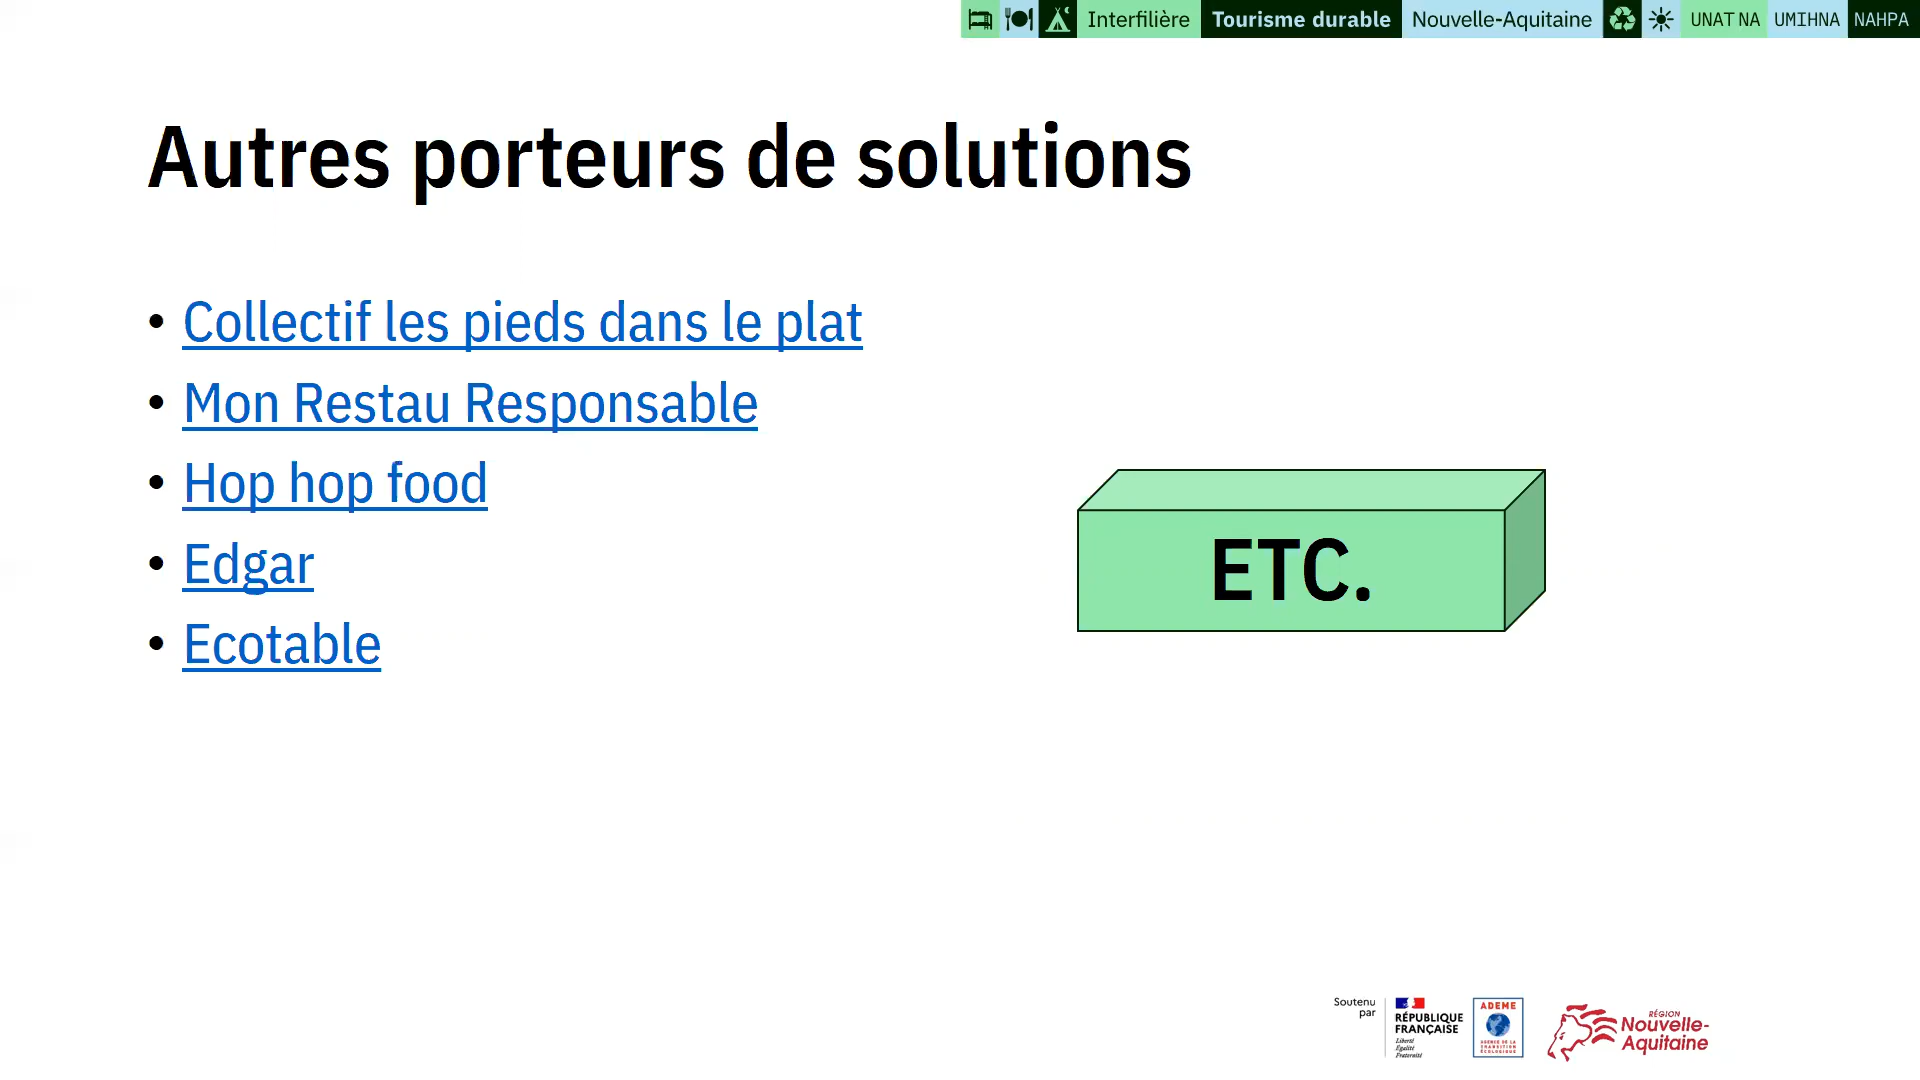 Interfilière Tourisme durable Nouvelle-Aquitaine UNAT NA UMIHNA NAHPA
Autres porteurs de solutions
• Collectif les pieds dans le plat
• Mon Restau Responsable
• Hop hop food
• Edgar
• Ecotable
ETC.
Soutenu
par
RÉPUBLIQUE
FRANÇAISE
Liberté
Égalité
Fraternité
ADEME
AGENCE DE LA
TRANSITION
ÉCOLOGIQUE
RÉGION
Nouvelle-
Aquitaine